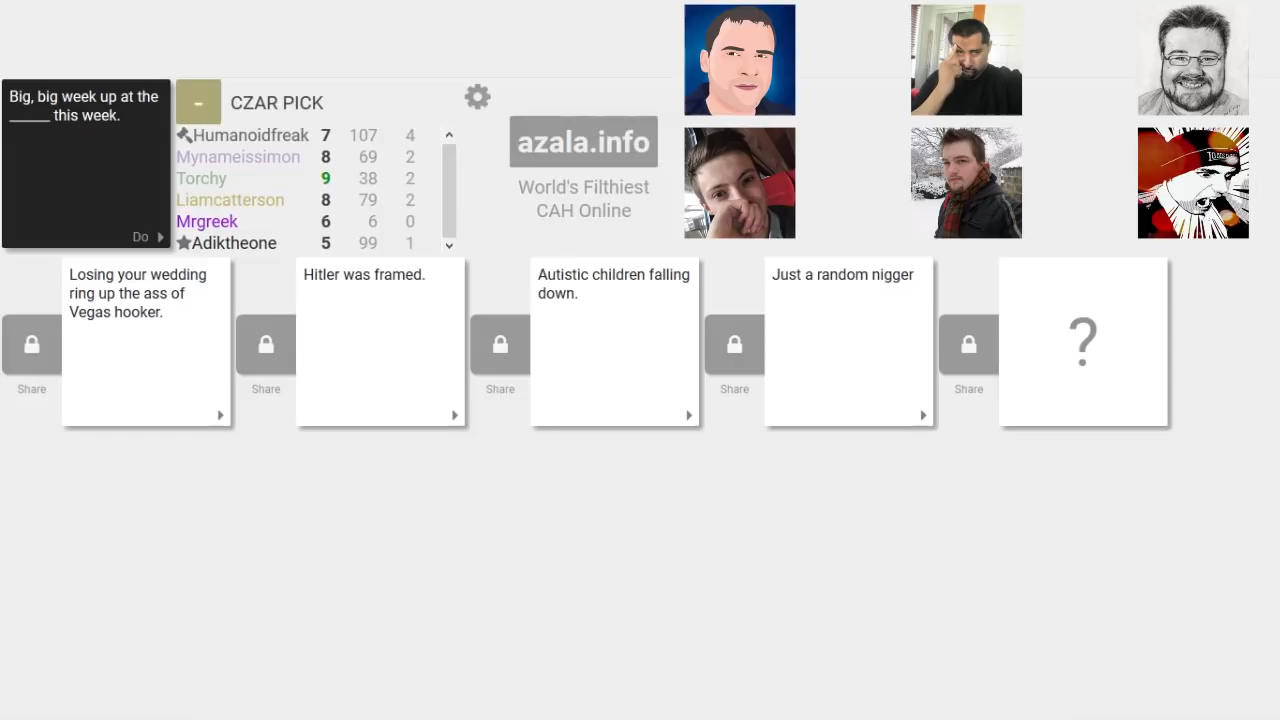 Big, big week up at the
______ this week.
Do
-
CZAR PICK
Humanoidfreak 7 107 4
Mynameissimon 8 69 2
Torchy 9 38 2
Liamcatterson 8 79 2
Mrgreek 6 6 0
Adiktheone 5 99 1
azala.info
World's Filthiest
CAH Online
Losing your wedding
ring up the ass of
Vegas hooker.
Share
Hitler was framed.
Share
Autistic children falling
down.
Share
Just a random nigger
Share
?
Share